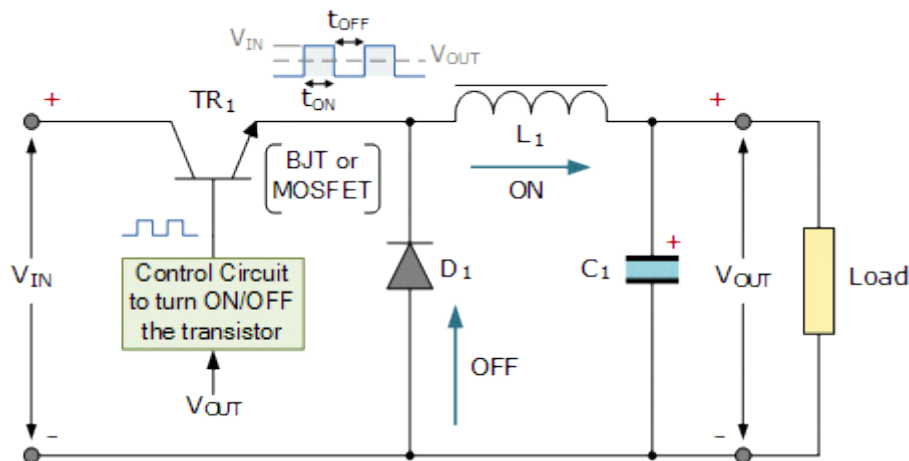 tOFF
VIN
VOUT
tON
+
TR1
+
BJT or
MOSFET
L1
ON
+
VIN
Control Circuit
to turn ON/OFF
the transistor
D1
C1
VOUT
Load
OFF
VOUT
-
-